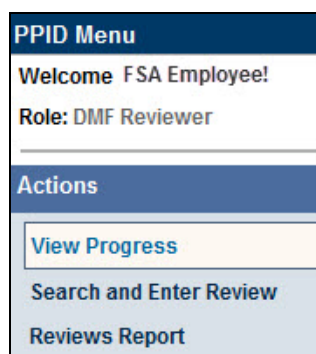 PPID Menu
Welcome FSA Employee!
Role: DMF Reviewer
Actions
View Progress
Search and Enter Review
Reviews Report